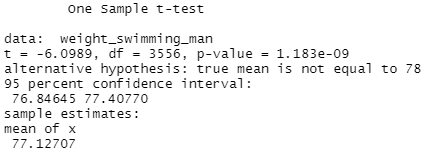 One Sample t-test
data: weight_swimming_man
t = -6.0989, df = 3556, p-value = 1.183e-09
alternative hypothesis: true mean is not equal to 78
95 percent confidence interval:
76.84645 77.40770
sample estimates:
mean of x
77.12707